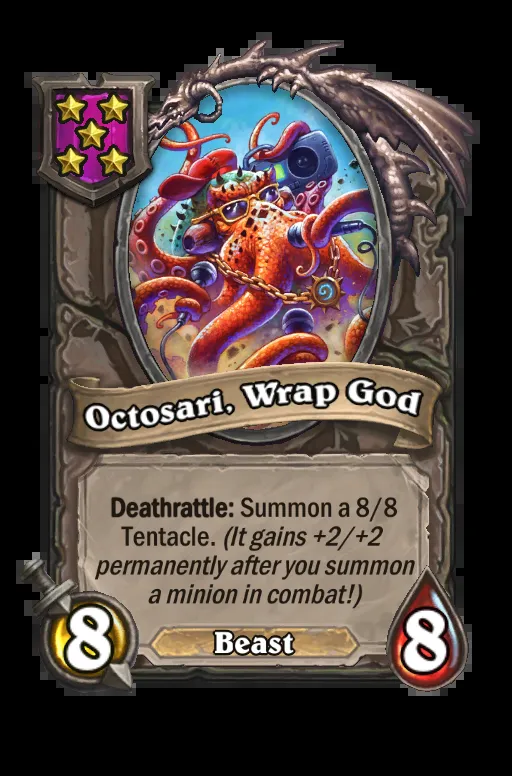 Octosari, Wrap God
Deathrattle: Summon a 8/8
Tentacle. (It gains +2/+2
permanently after you summon
a minion in combat!)
8
Beast
8